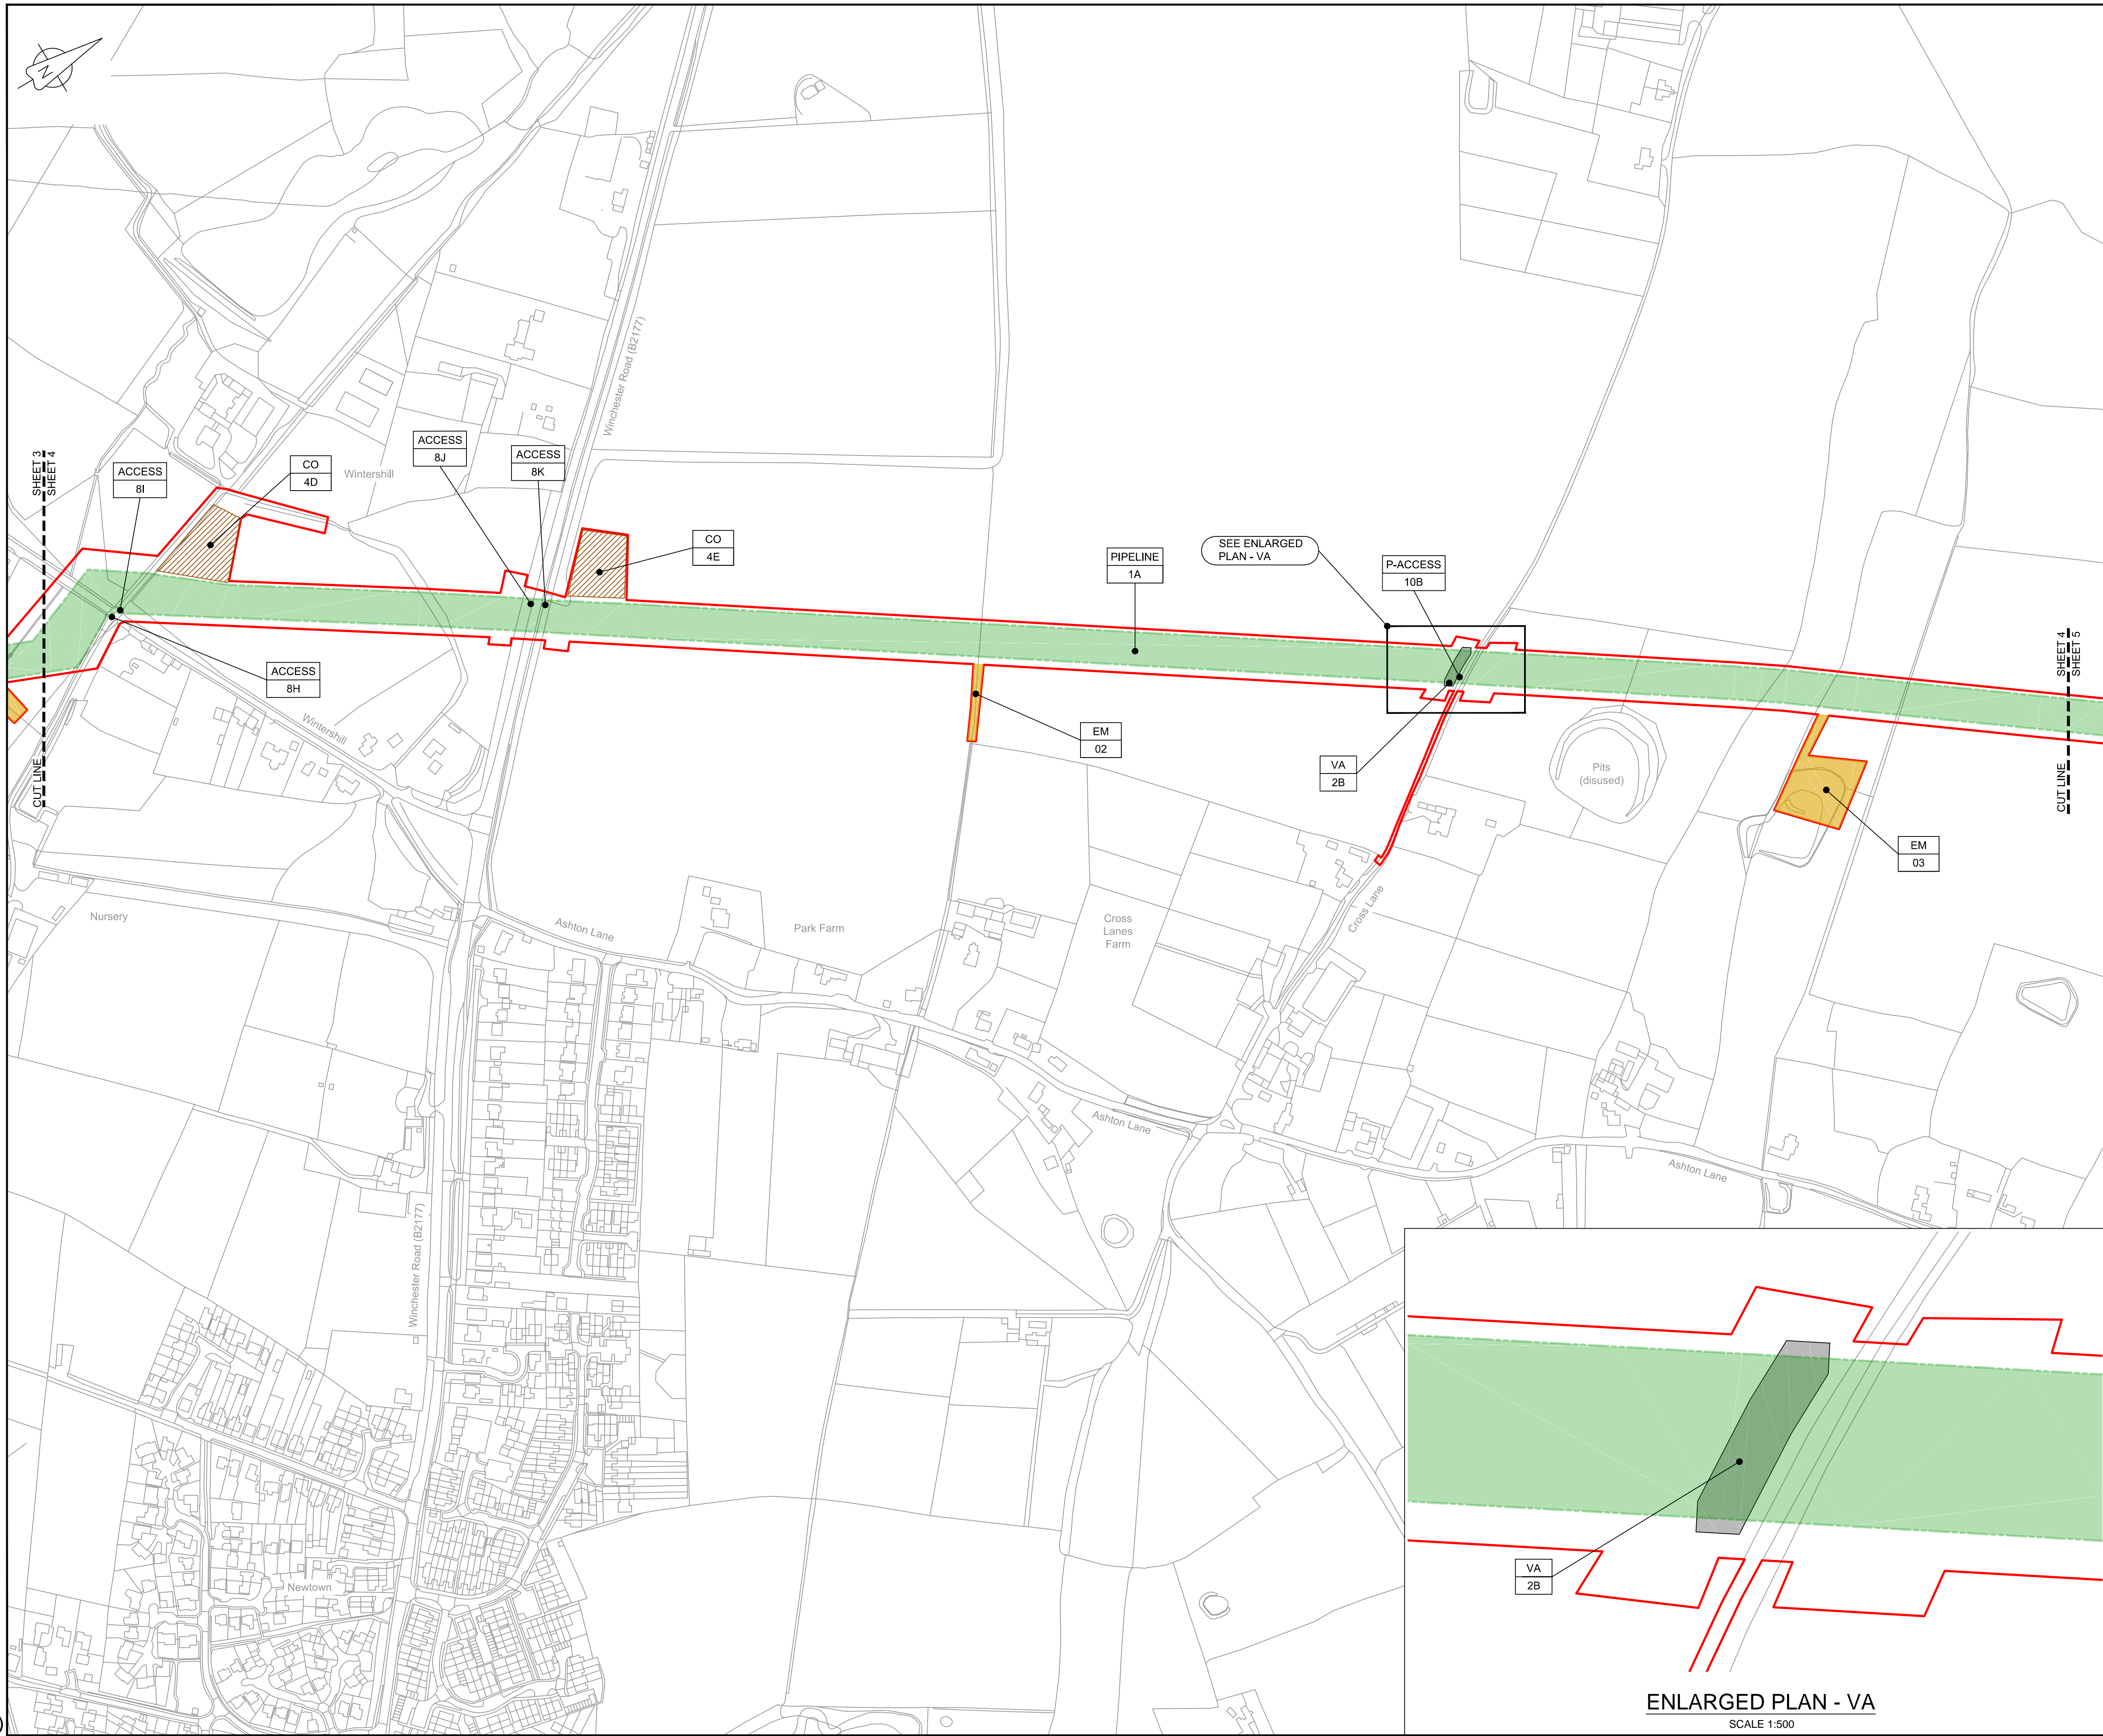 N
SHEET 3
SHEET 4
CUT LINE
ACCESS
8I
CO
4D
Wintershill
ACCESS
8J
ACCESS
8K
Winchester Road (B2177)
CO
4E
PIPELINE
1A
SEE ENLARGED
PLAN - VA
P-ACCESS
10B
SHEET 4
SHEET 5
CUT LINE
ACCESS
8H
Wintershill
EM
02
VA
2B
Pits
(disused)
EM
03
Nursery
Ashton Lane
Park Farm
Cross
Lanes
Farm
Cross Lane
Ashton Lane
Ashton Lane
Winchester Road (B2177)
Newtown
VA
2B
ENLARGED PLAN - VA
SCALE 1:500